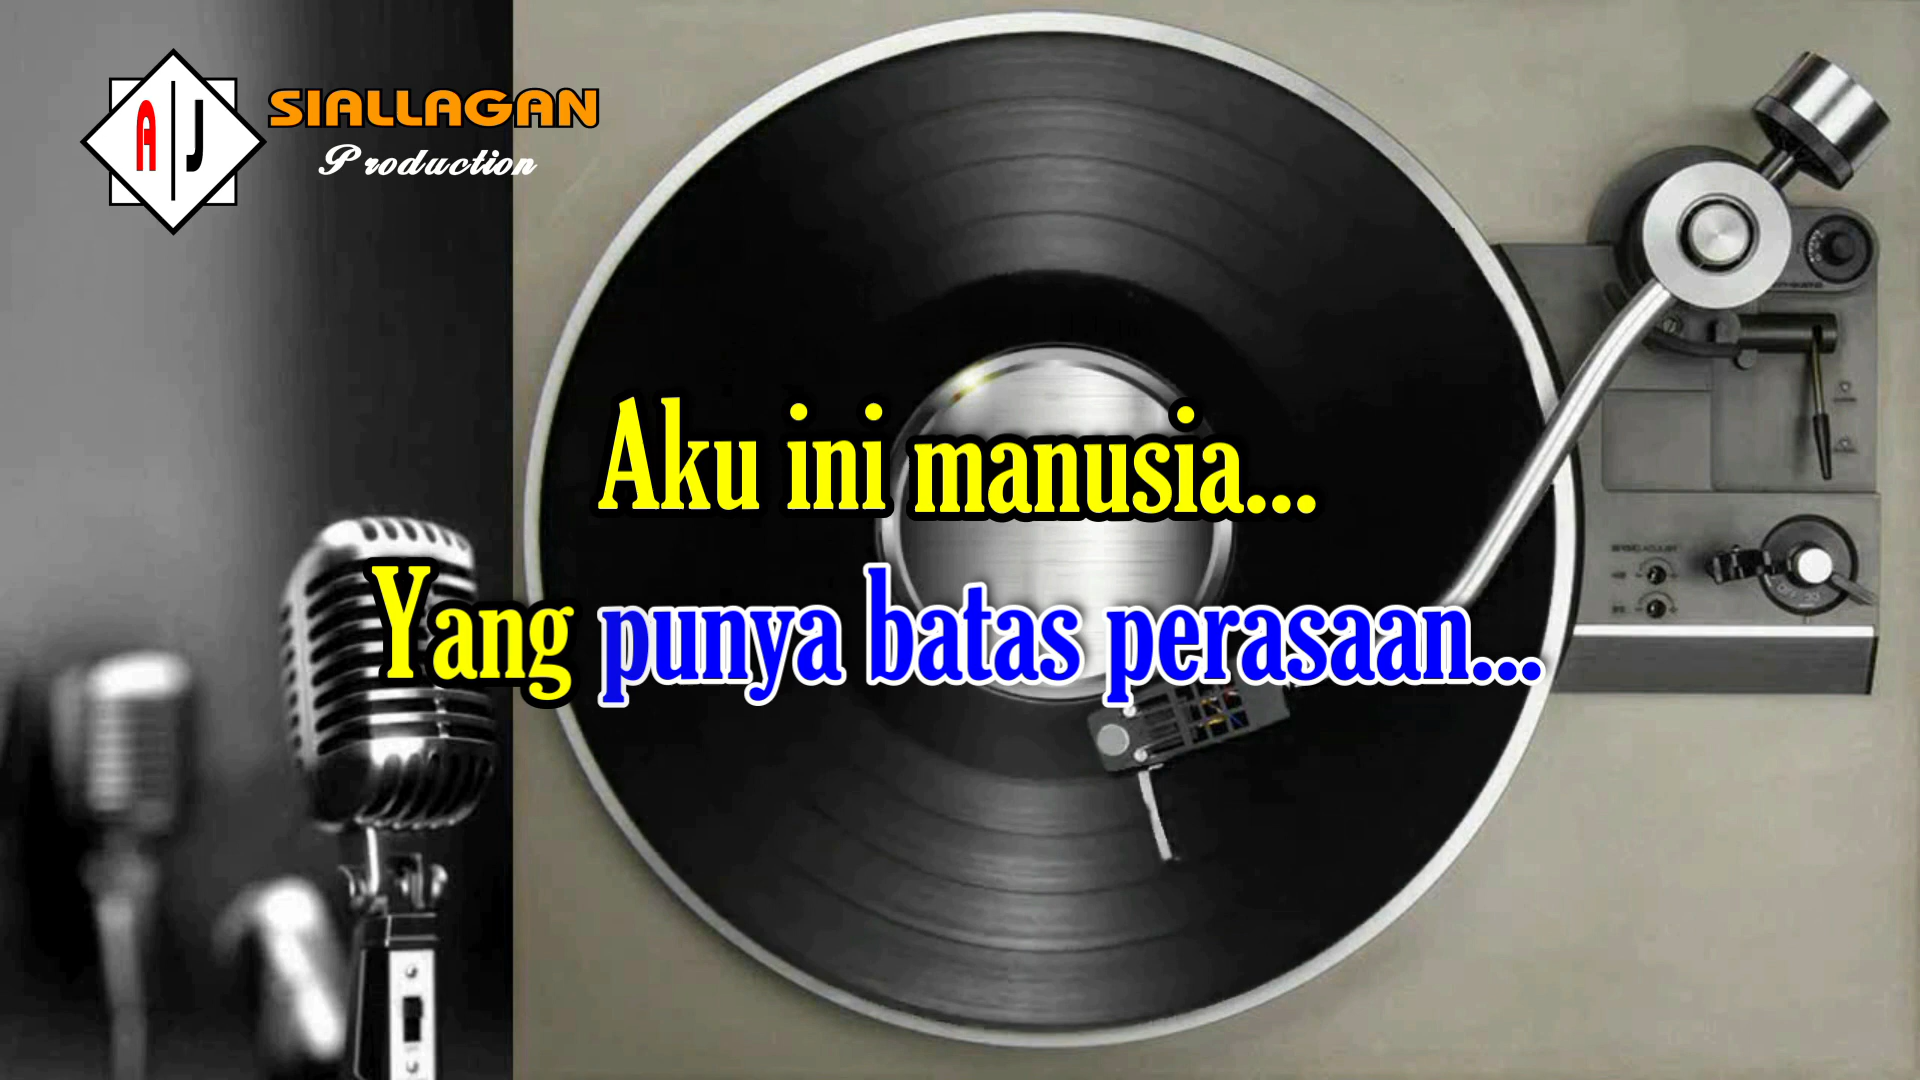 A J
SIALLAGAN
Production
Aku ini manusia...
Yang punya batas perasaan...